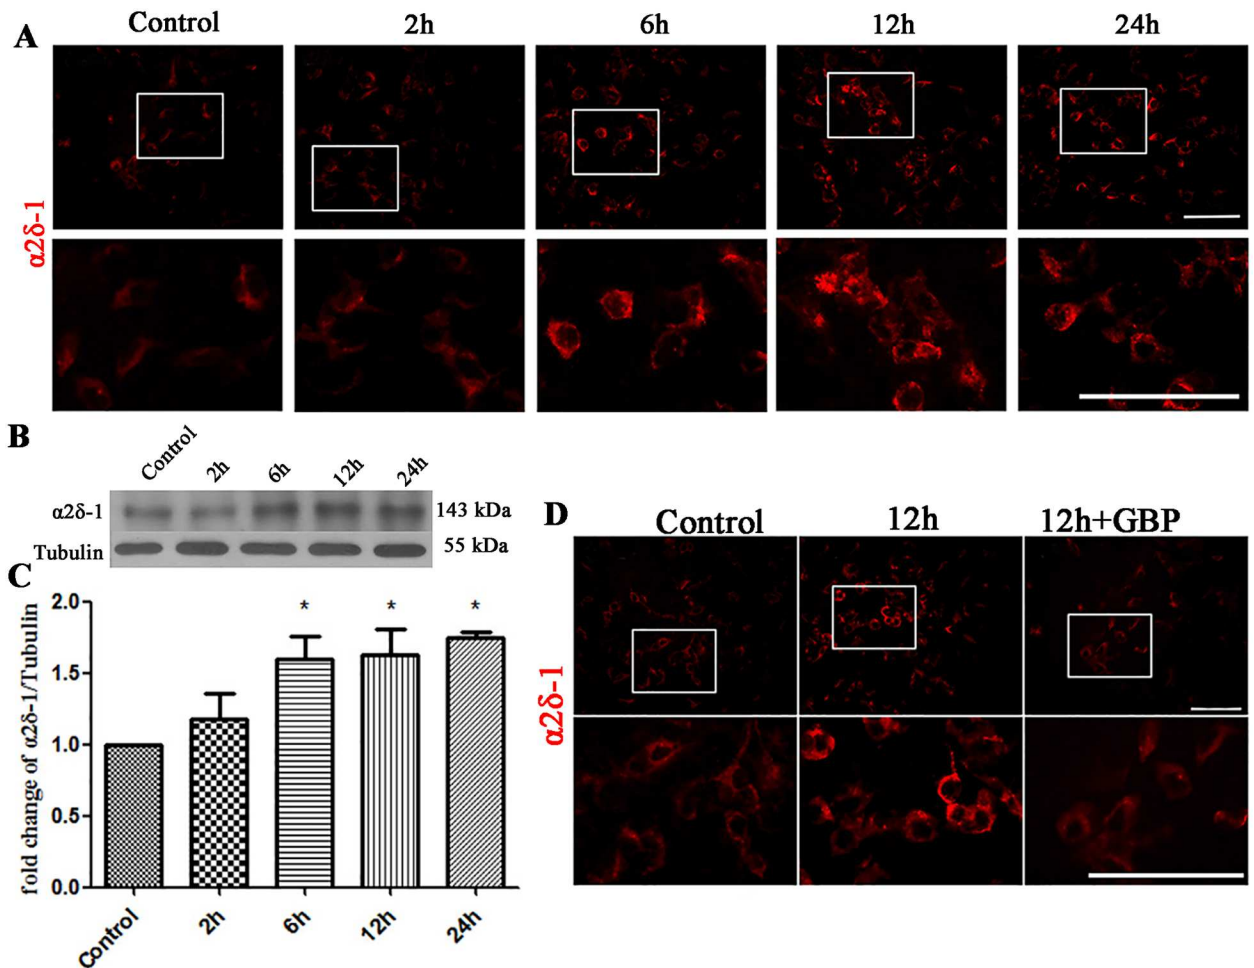 A
Control 2h 6h 12h 24h
α2δ-1
B
Control 2h 6h 12h 24h
α2δ-1 143 kDa
Tubulin 55 kDa
C
fold change of α2δ-1/Tubulin
2.0
1.5
1.0
0.5
0.0
* * *
Control 2h 6h 12h 24h
D
Control 12h 12h+GBP
α2δ-1